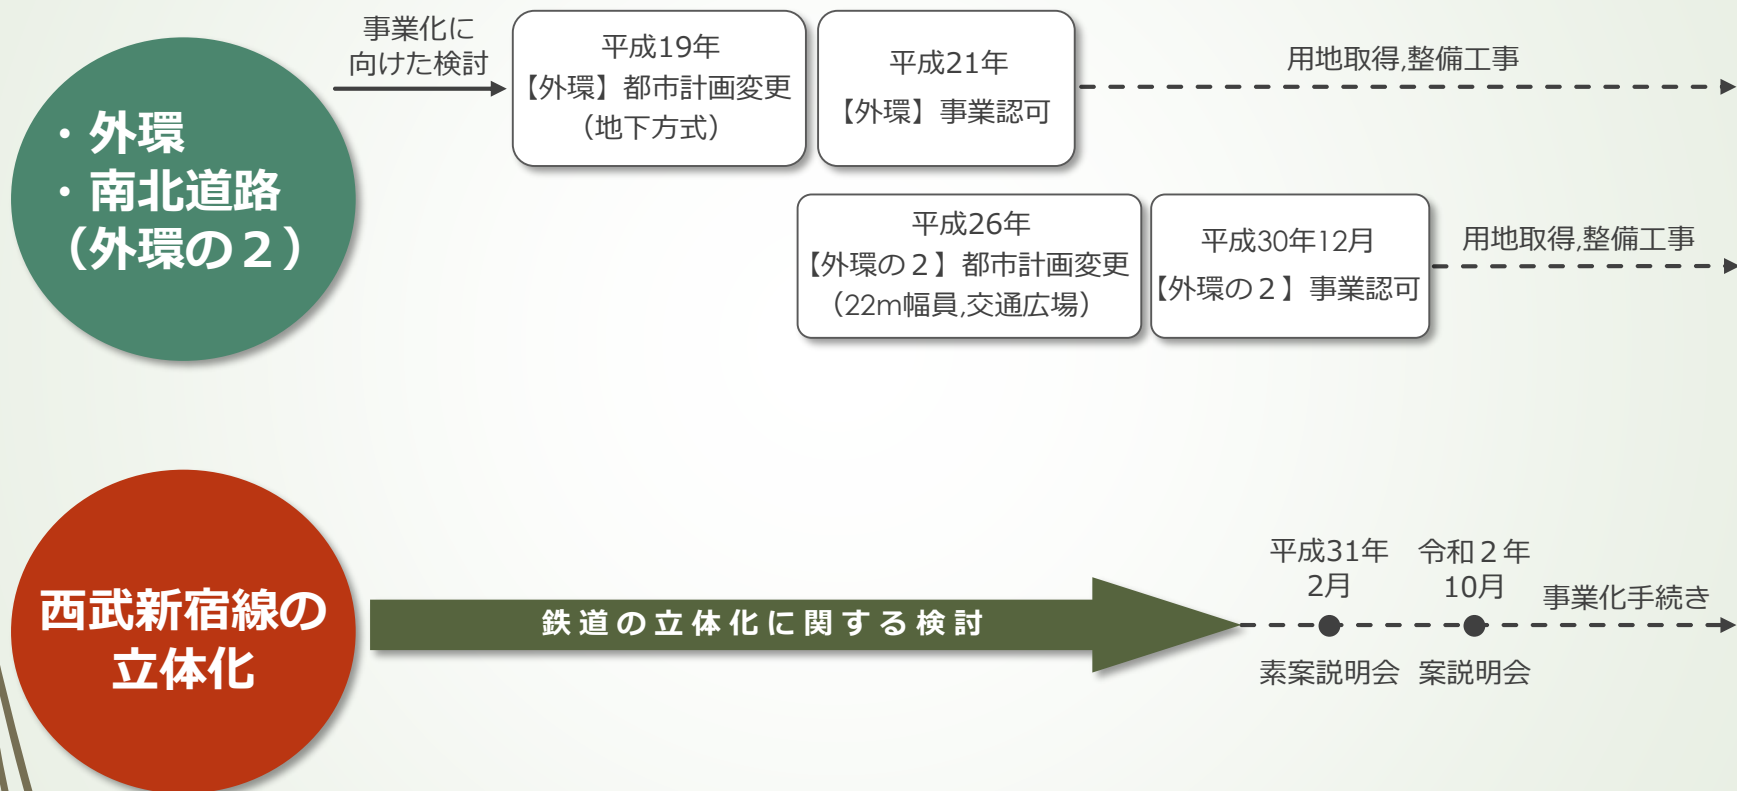 ・外環
・南北道路
（外環の２）
事業化に
向けた検討
平成19年
【外環】都市計画変更
（地下方式）
平成21年
【外環】事業認可
用地取得,整備工事
平成26年
【外環の２】都市計画変更
（22m幅員,交通広場）
平成30年12月
【外環の２】事業認可
用地取得,整備工事
西武新宿線の
立体化
鉄道の立体化に関する検討
平成31年
2月
素案説明会
令和２年
10月
案説明会
事業化手続き